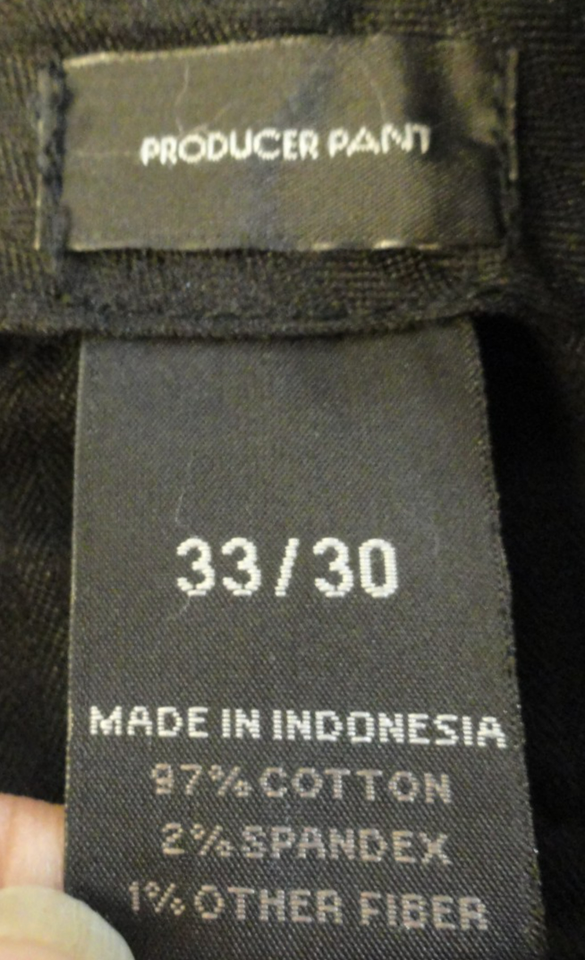 PRODUCER PANT
33/30
MADE IN INDONESIA
97% COTTON
2% SPANDEX
1% OTHER FIBER